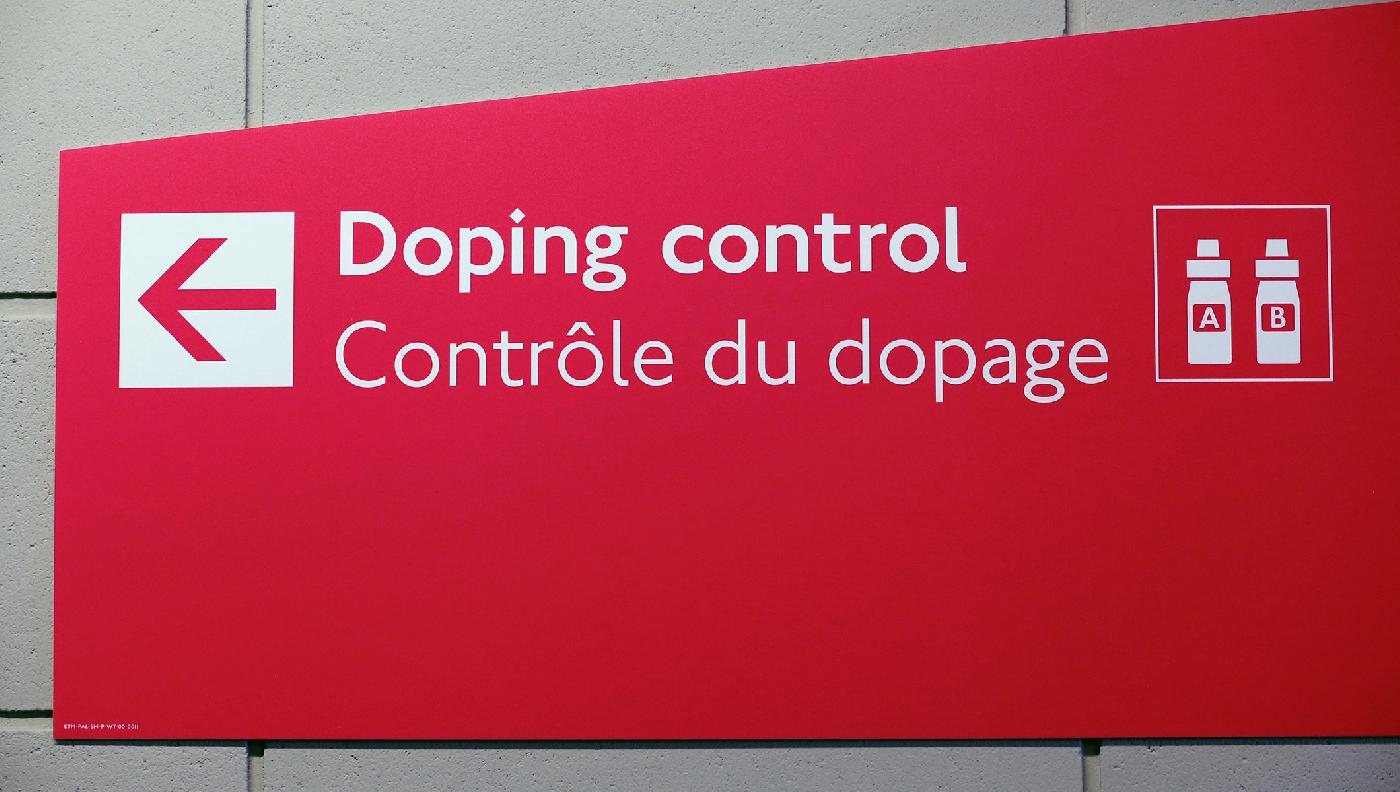 Doping control
Contrôle du dopage
A B